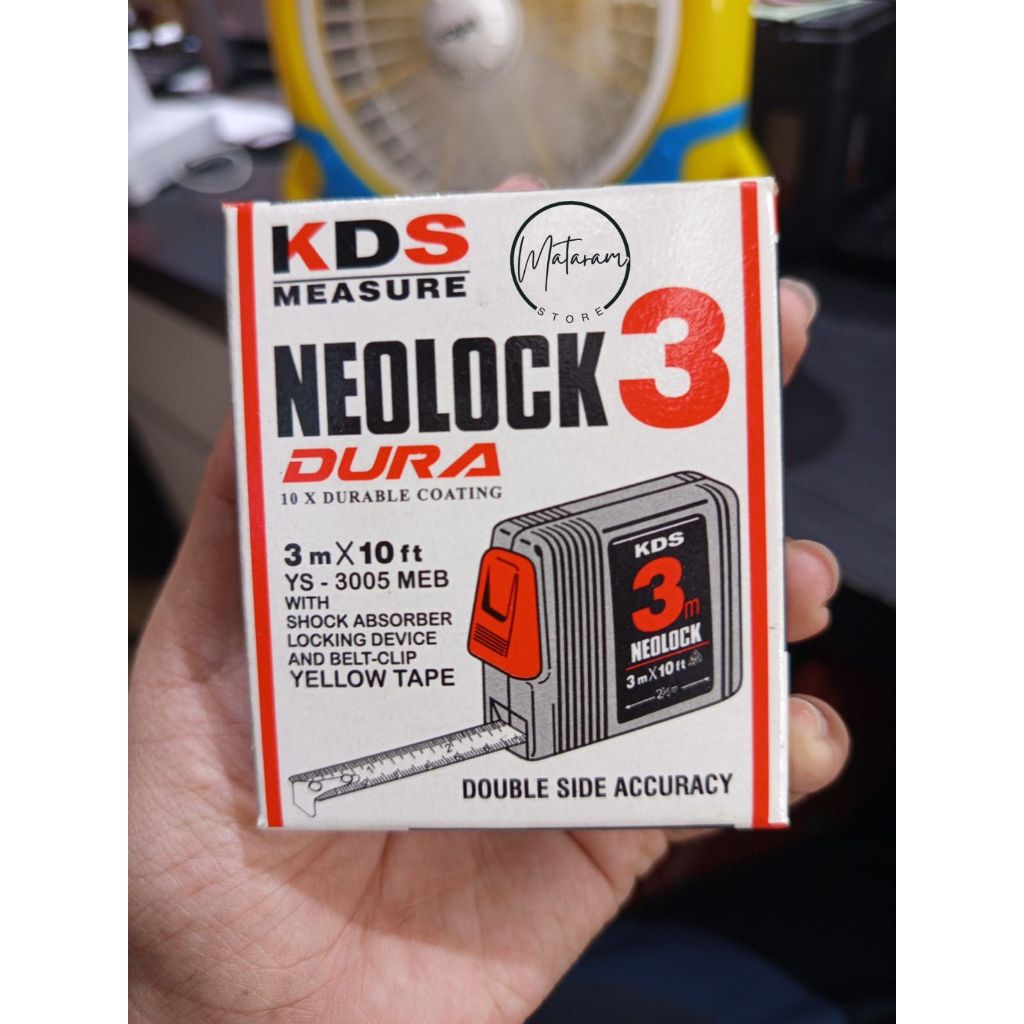 KDS
MEASURE
Mataram
STORE
NEOLOCK 3
DURA
10 X DURABLE COATING
3 m X 10 ft
YS - 3005 MEB
WITH
SHOCK ABSORBER
LOCKING DEVICE
AND BELT-CLIP
YELLOW TAPE
KDS
3m
NEOLOCK
3 m X 10 ft
DOUBLE SIDE ACCURACY